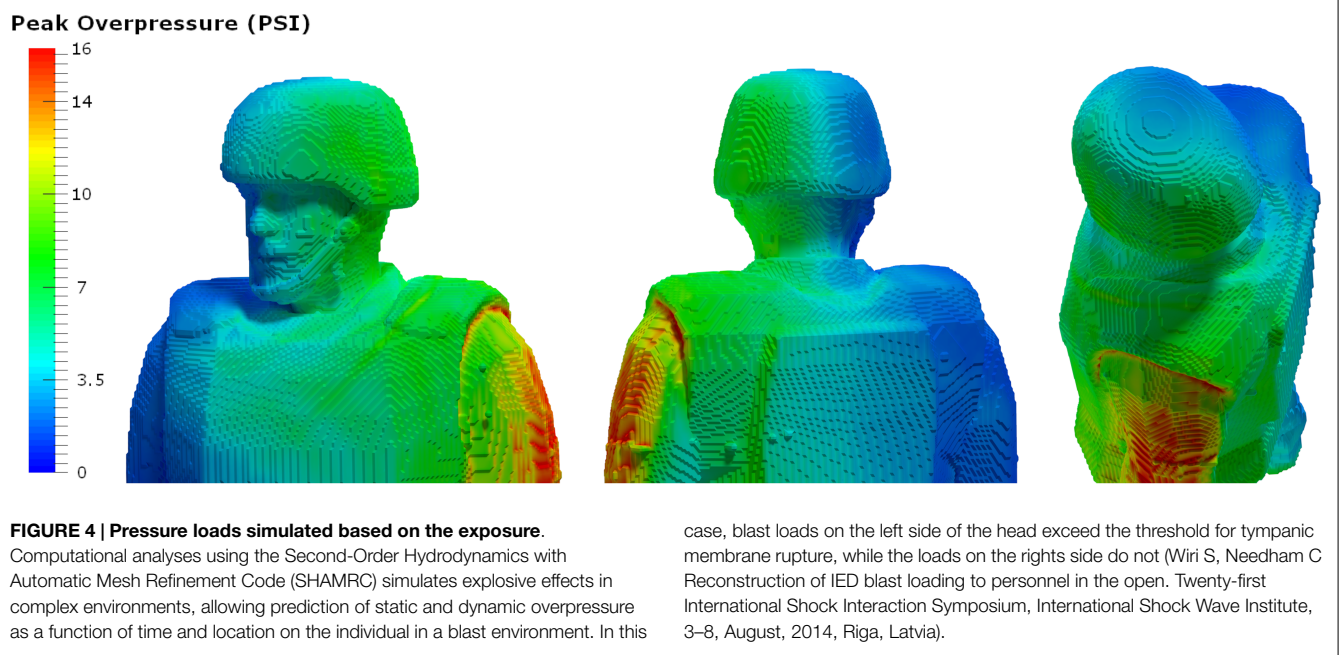 Peak Overpressure (PSI)
16
14
10
7
3.5
0
FIGURE 4 | Pressure loads simulated based on the exposure.
Computational analyses using the Second-Order Hydrodynamics with
Automatic Mesh Refinement Code (SHAMRC) simulates explosive effects in
complex environments, allowing prediction of static and dynamic overpressure
as a function of time and location on the individual in a blast environment. In this
case, blast loads on the left side of the head exceed the threshold for tympanic
membrane rupture, while the loads on the rights side do not (Wiri S, Needham C
Reconstruction of IED blast loading to personnel in the open. Twenty-first
International Shock Interaction Symposium, International Shock Wave Institute,
3–8, August, 2014, Riga, Latvia).